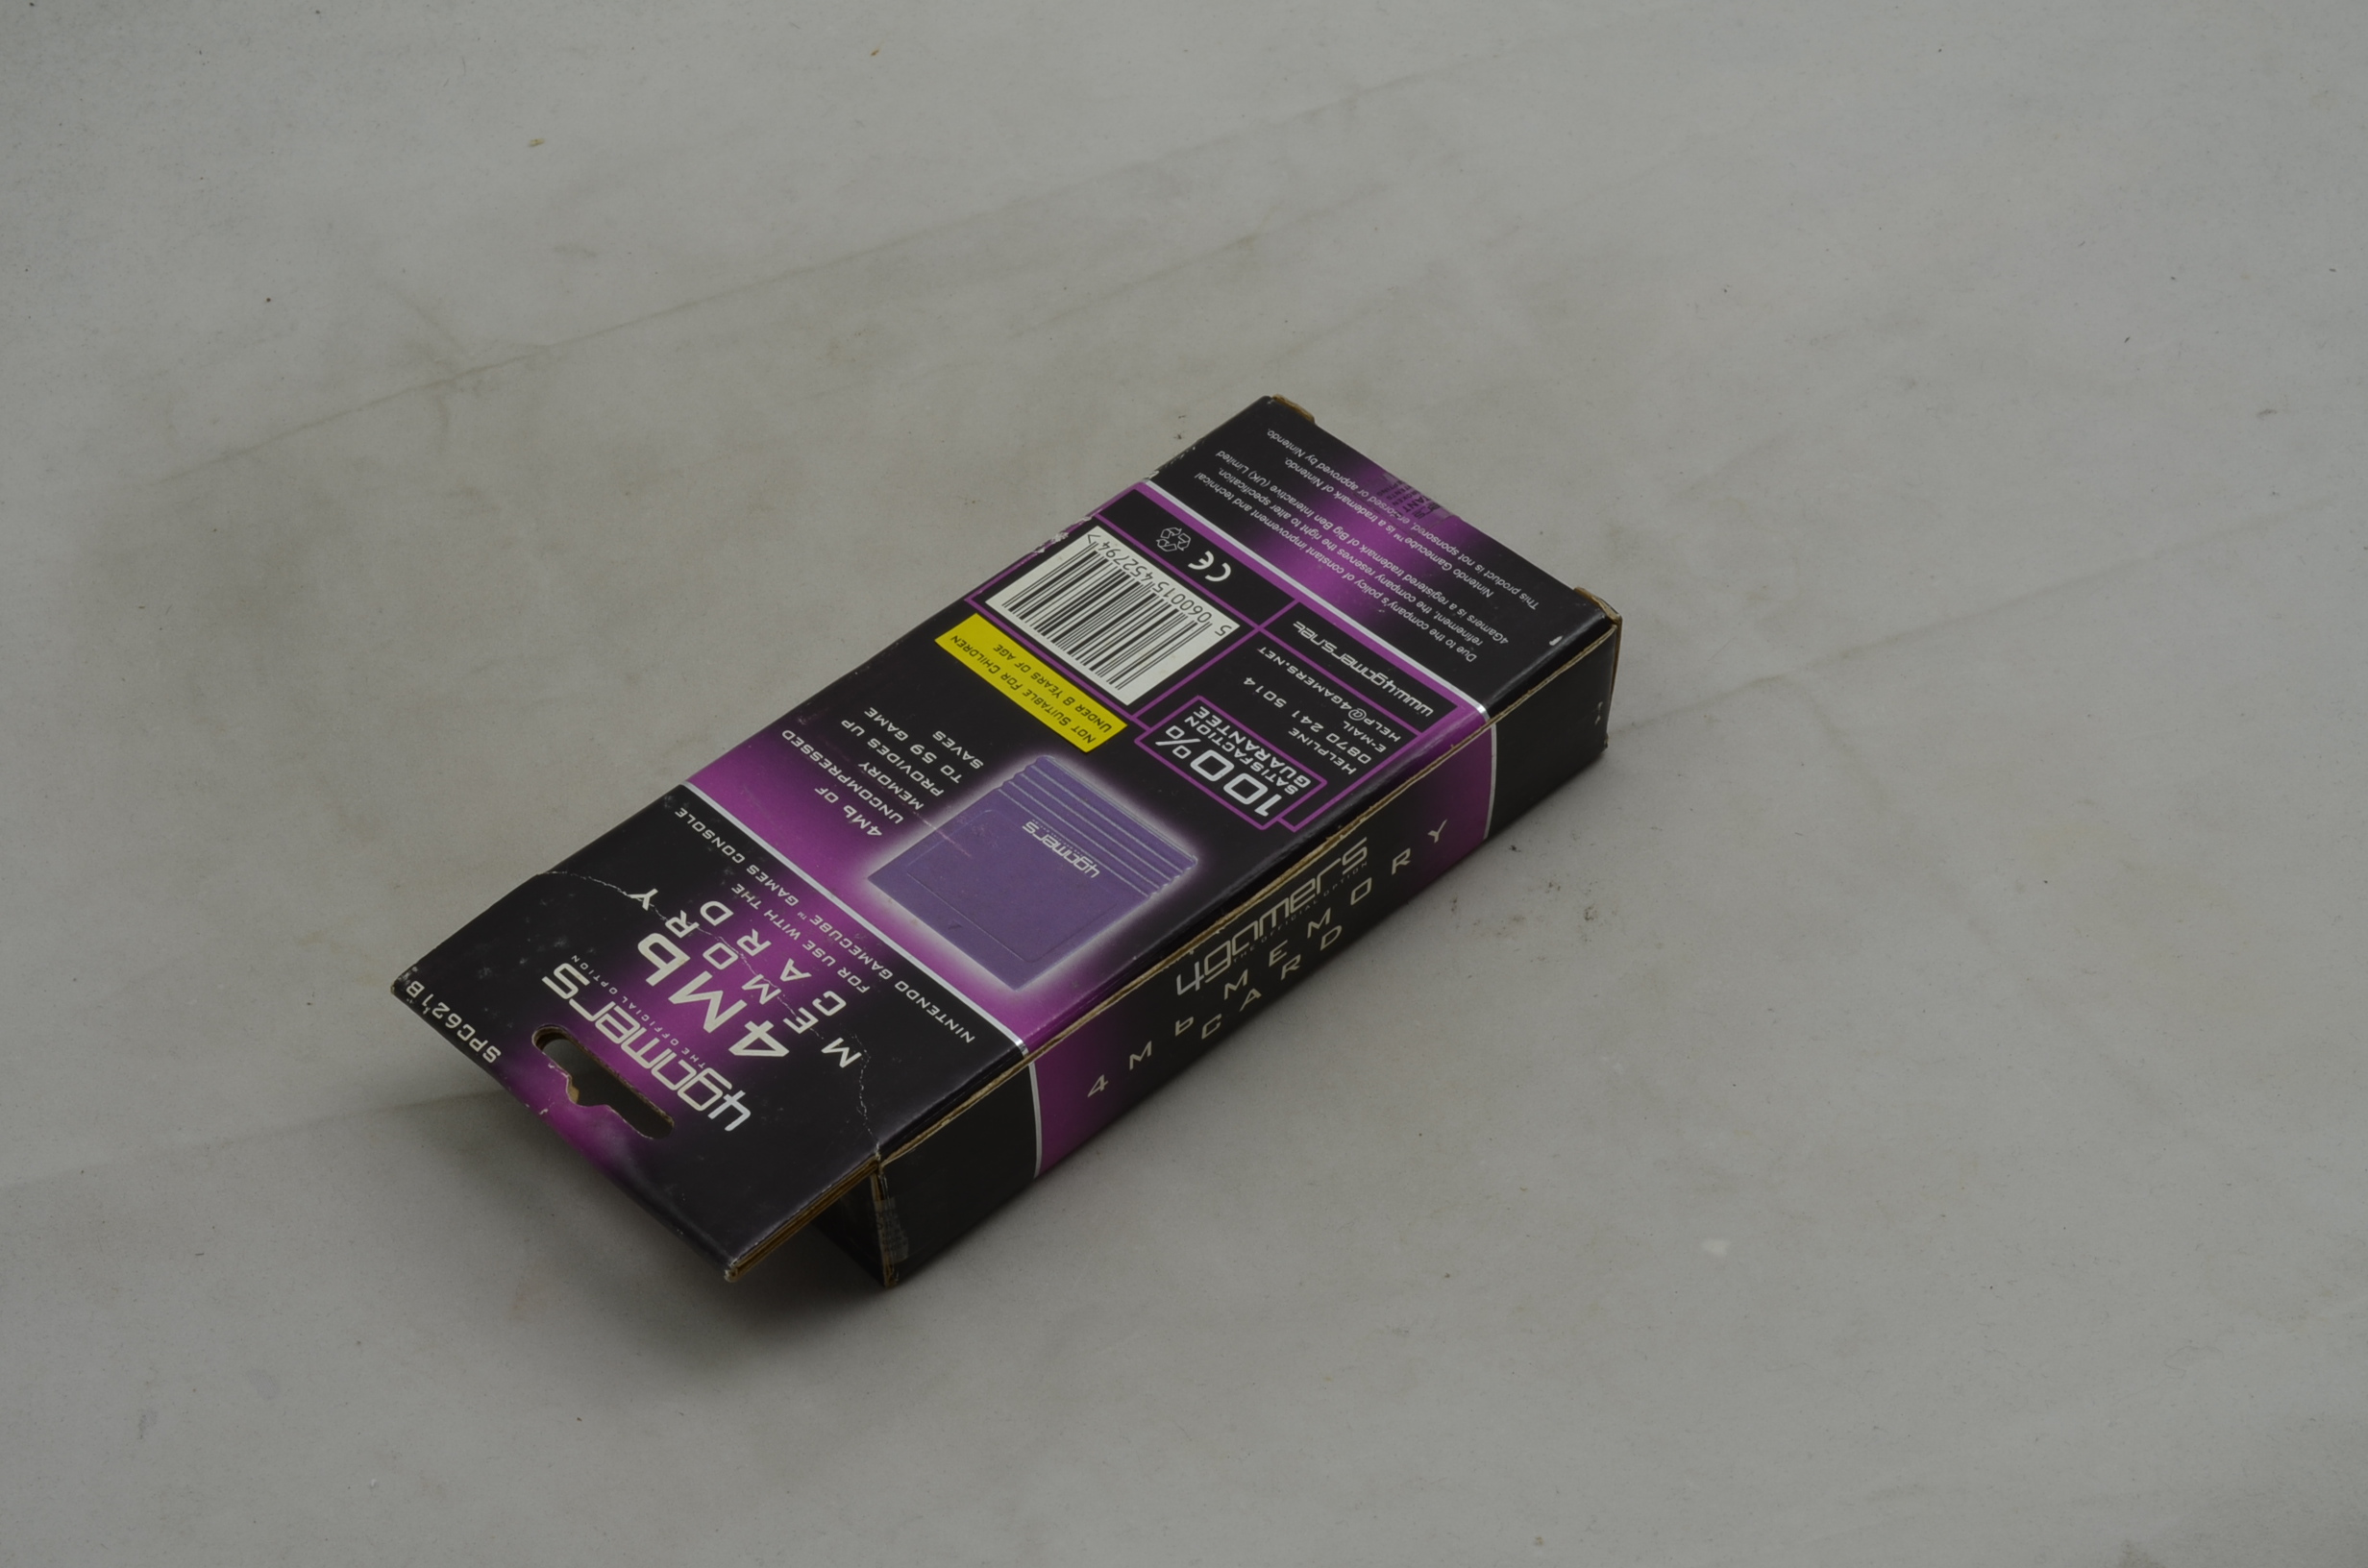 SPC621B
4gamers
THE OFFICIAL OPTION
4Mb
MEMORY
CARD
FOR USE WITH THE
NINTENDO GAMECUBE™ GAMES CONSOLE
4Mb OF
UNCOMPRESSED
MEMORY
PROVIDES UP
TO 59 GAME
SAVES
4gamers
NOT SUITABLE FOR CHILDREN
UNDER 8 YEARS OF AGE
5 060015 452794 >
100%
SATISFACTION
GUARANTEE
HELPLINE
0870 241 5014
E-MAIL
HELP@4GAMERS.NET
www.4gamers.net
CE
Due to the company's policy of constant improvement and technical
refinement, the company reserves the right to alter specification.
4Gamers is a registered trademark of Big Ben Interactive (UK) Limited
Nintendo Gamecube™ is a trademark of Nintendo.
This product is not sponsored, endorsed or approved by Nintendo.
4gamers
THE OFFICIAL OPTION
4Mb MEMORY
CARD